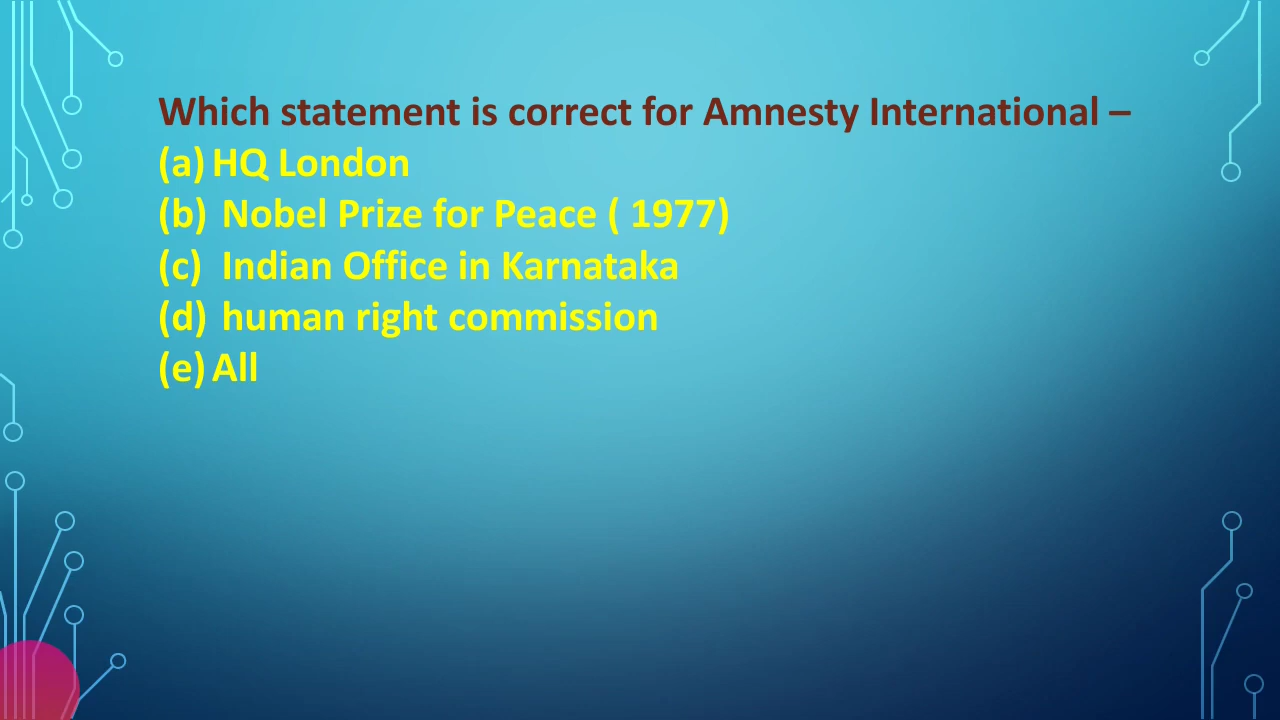 Which statement is correct for Amnesty International –
(a) HQ London
(b) Nobel Prize for Peace ( 1977)
(c) Indian Office in Karnataka
(d) human right commission
(e) All